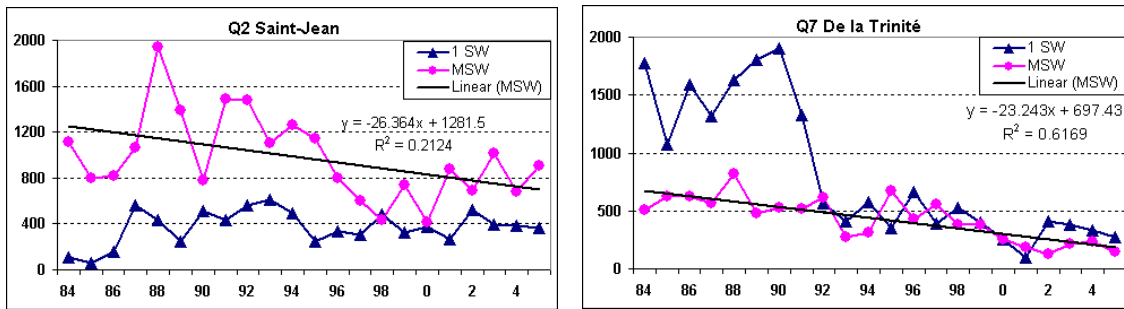 Q2 Saint-Jean
2000
1600
1200
800
400
0
1 SW
MSW
Linear (MSW)
y = -26.364x + 1281.5
R² = 0.2124
84 86 88 90 92 94 96 98 0 2 4
Q7 De la Trinité
2000
1500
1000
500
0
1 SW
MSW
Linear (MSW)
y = -23.243x + 697.43
R² = 0.6169
84 86 88 90 92 94 96 98 0 2 4